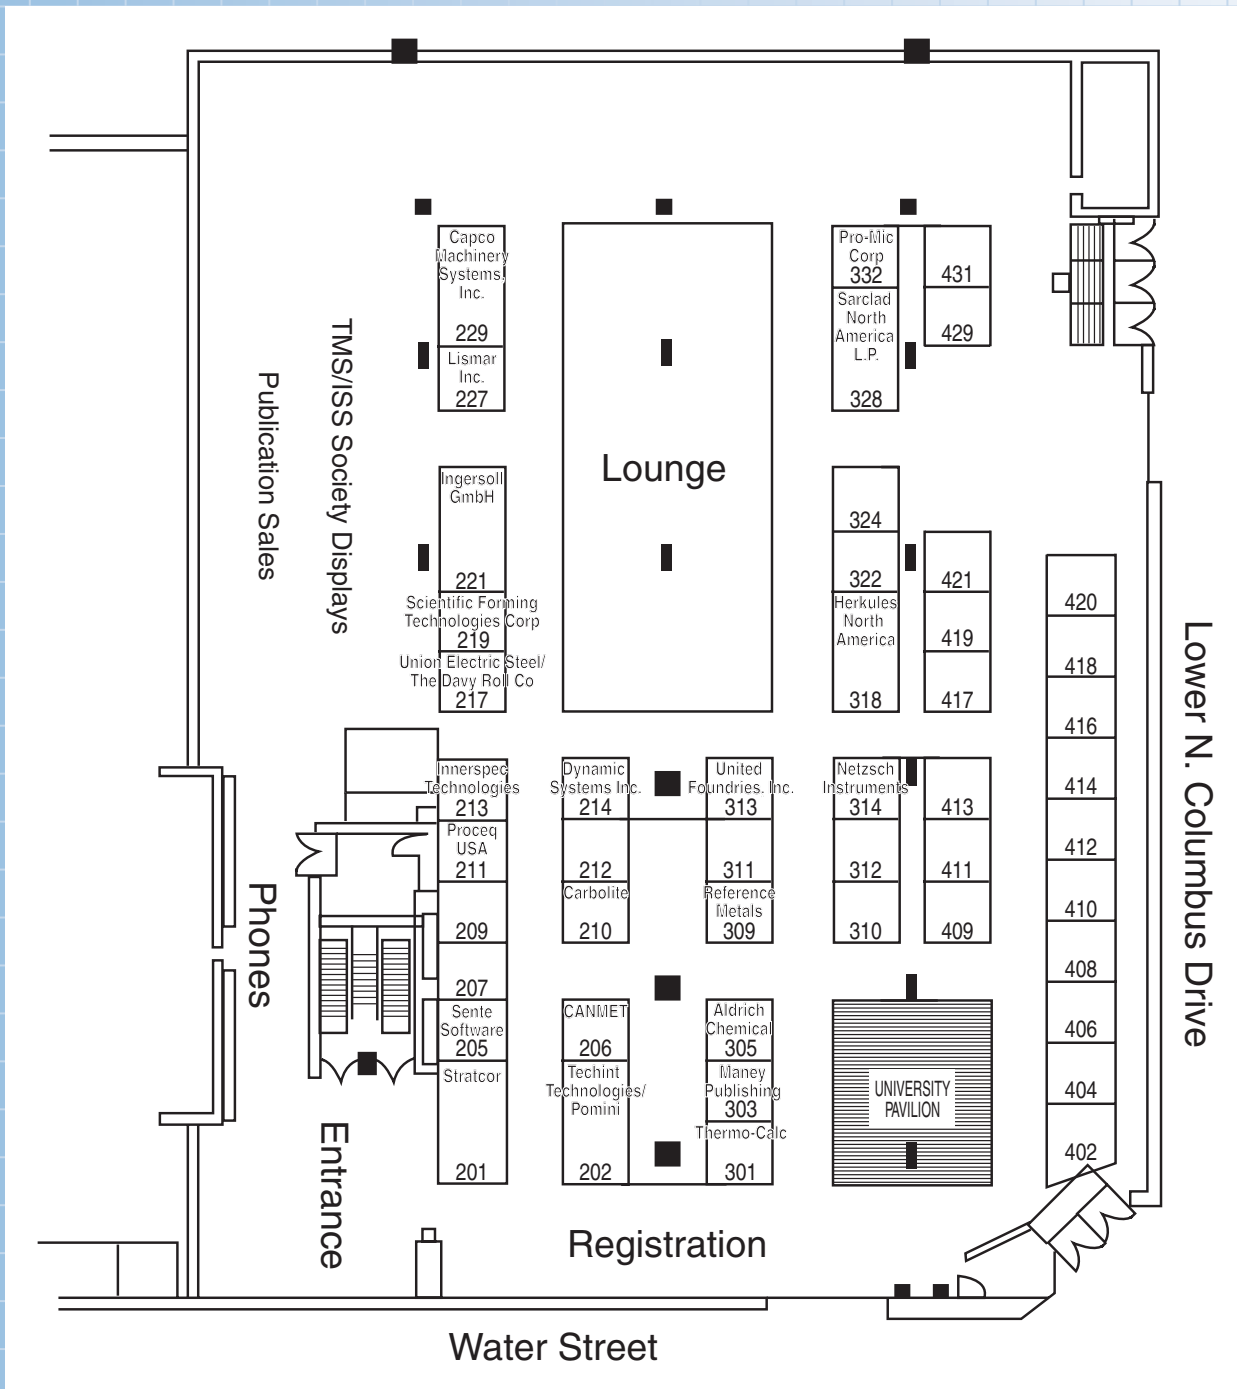 Capco
Machinery
Systems,
Inc.
229
Lismar
Inc.
227
Pro-Mic
Corp
332
431
Sarclad
North
America
L.P.
328
429
TMS/ISS Society Displays
Publication Sales
Lounge
Ingersoll
GmbH
221
Scientific Forming
Technologies Corp
219
Union Electric Steel/
The Davy Roll Co
217
324
322
Herkules
North
America
318
421
419
417
420
418
416
414
412
410
408
406
404
402
Lower N. Columbus Drive
Innerspec
Technologies
213
Proceq
USA
211
209
207
Sente
Software
205
Stratcor
201
Dynamic
Systems Inc.
214
212
Carbolite
210
United
Foundries. Inc.
313
311
Reference
Metals
309
Netzsch
Instruments
314
312
310
413
411
409
CANMET
206
Techint
Technologies/
Pomini
202
Aldrich
Chemical
305
Maney
Publishing
303
Thermo-Calc
301
UNIVERSITY
PAVILION
Phones
Entrance
Registration
Water Street